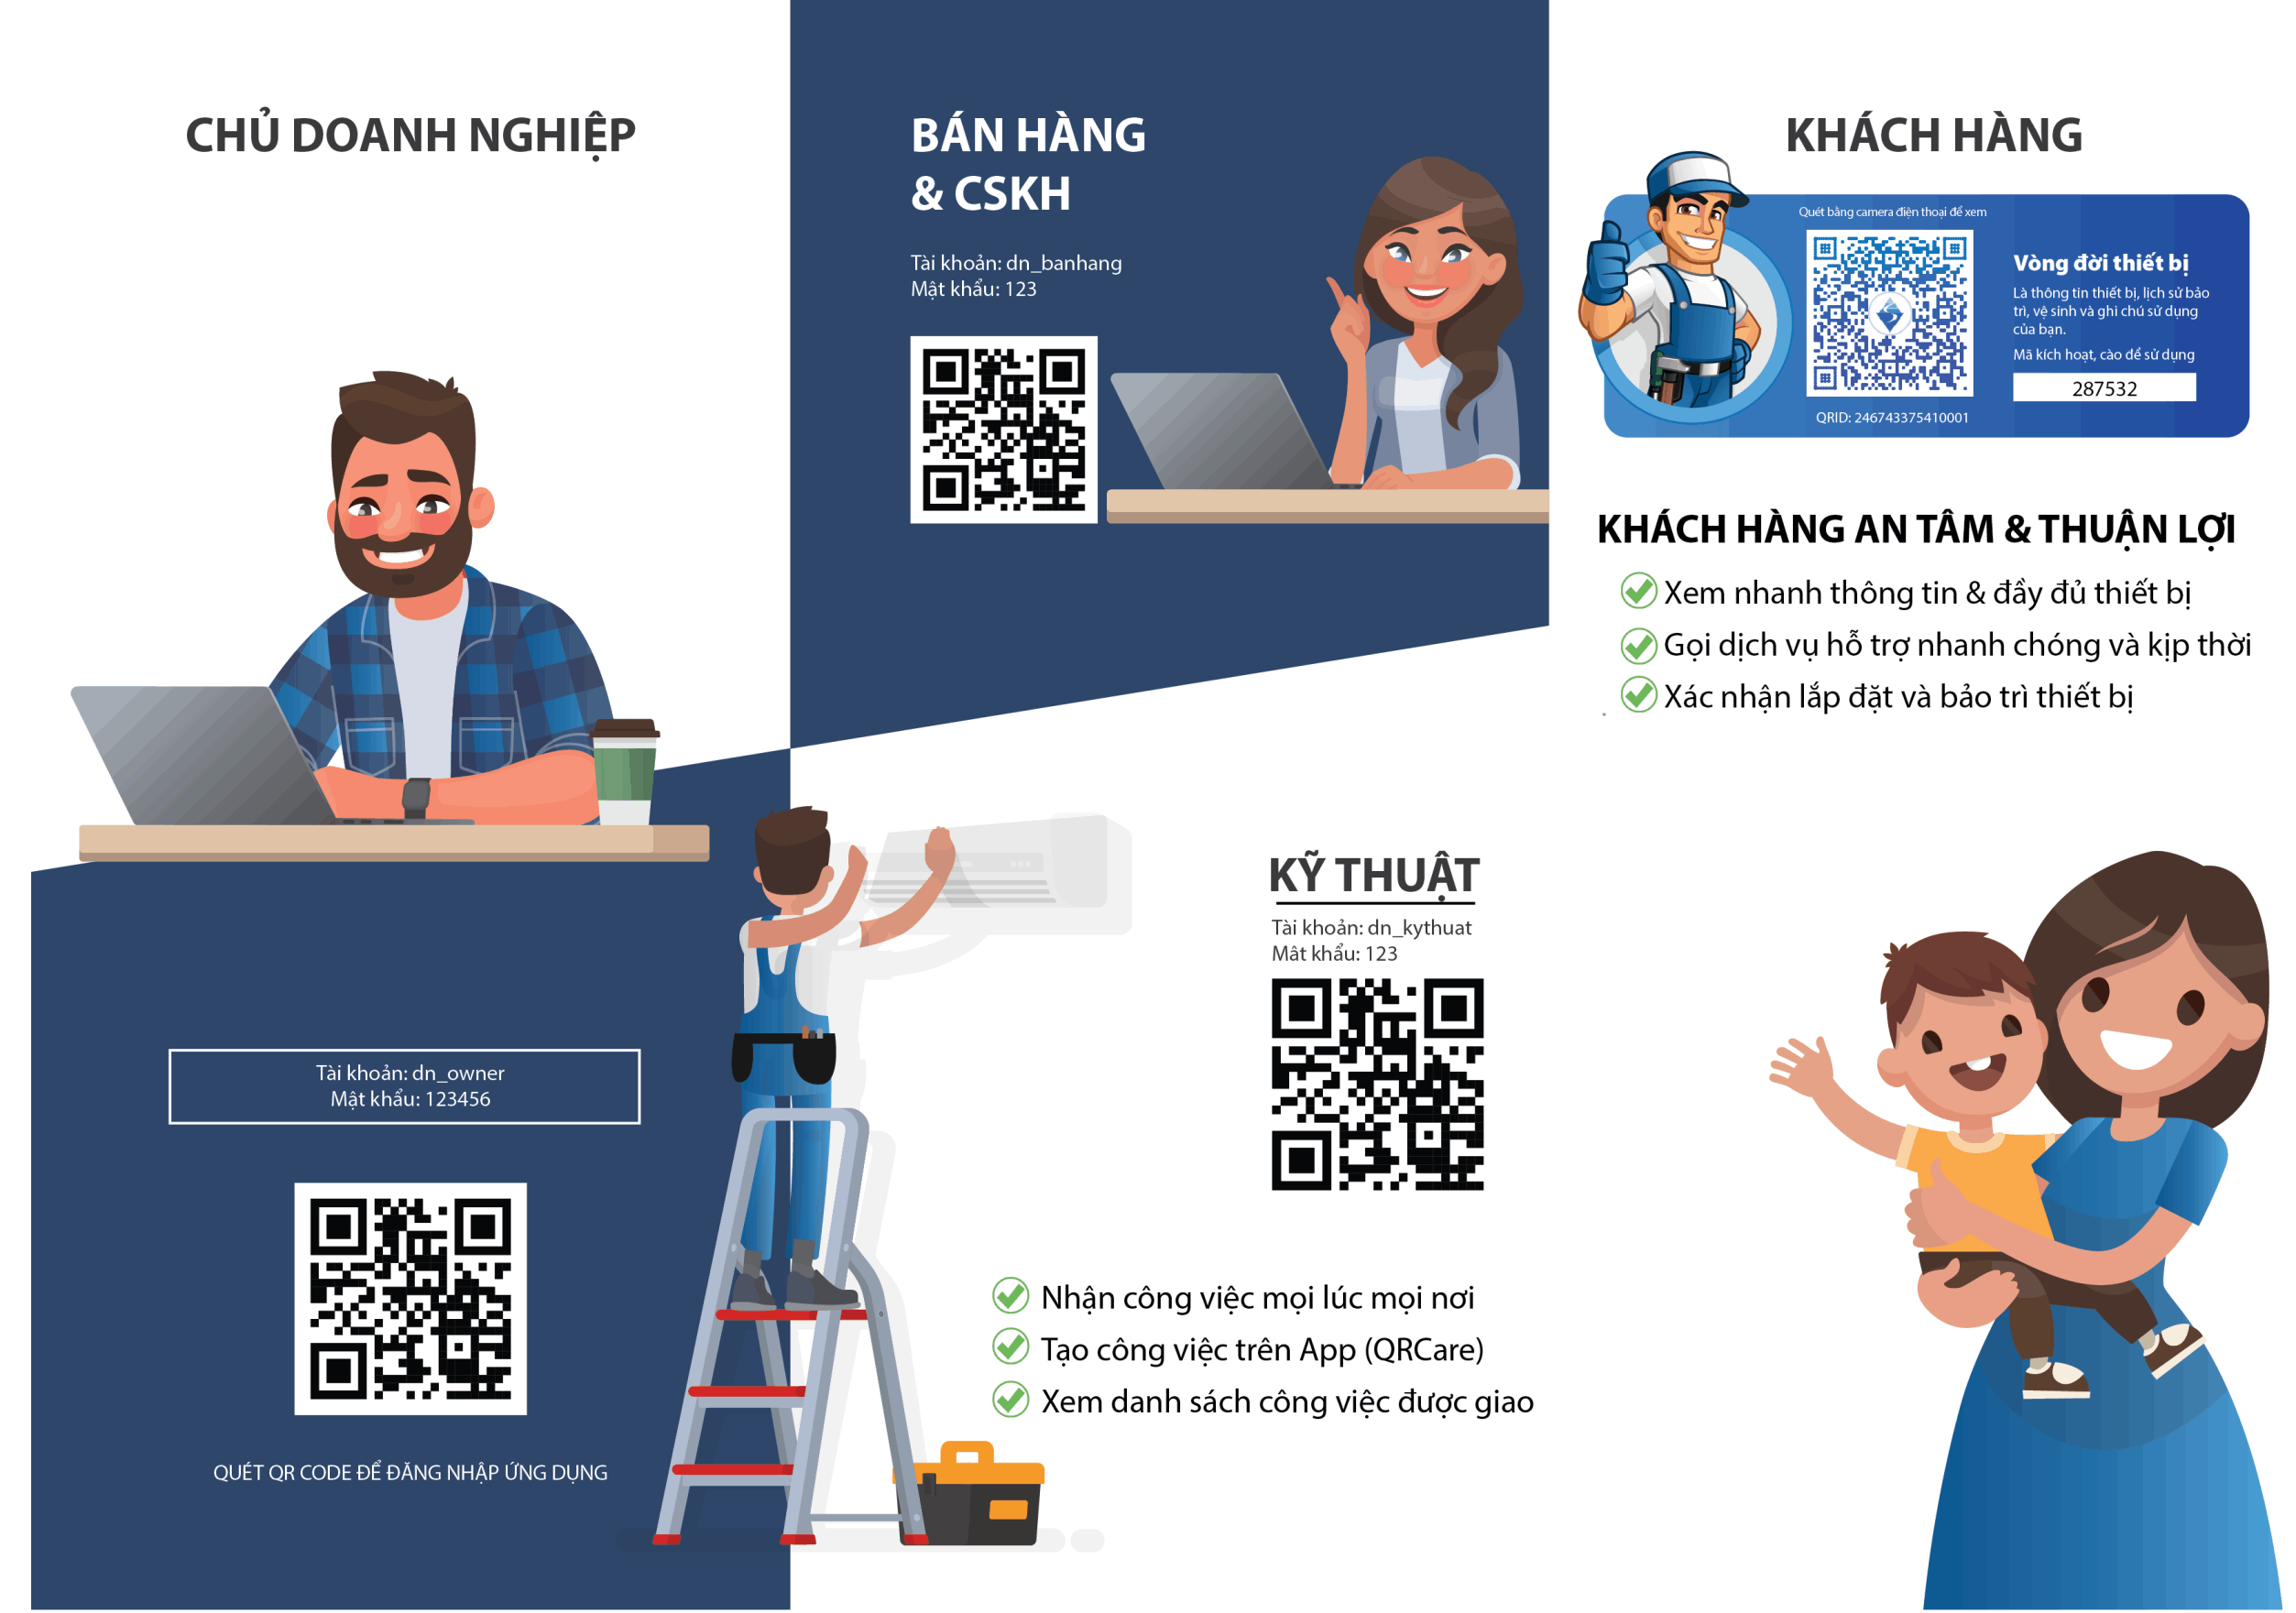 CHỦ DOANH NGHIỆP
Tài khoản: dn_owner
Mật khẩu: 123456
QUÉT QR CODE ĐỂ ĐĂNG NHẬP ỨNG DỤNG
BÁN HÀNG
& CSKH
Tài khoản: dn_banhang
Mật khẩu: 123
KỸ THUẬT
Tài khoản: dn_kythuat
Mât khẩu: 123
Nhận công việc mọi lúc mọi nơi
Tạo công việc trên App (QRCare)
Xem danh sách công việc được giao
KHÁCH HÀNG
Quét bằng camera điện thoại để xem
QRID: 246743375410001
Vòng đời thiết bị
Là thông tin thiết bị, lịch sử bảo
trì, vệ sinh và ghi chú sử dụng
của bạn.
Mã kích hoạt, cào dể sử dụng
287532
KHÁCH HÀNG AN TÂM & THUẬN LỢI
Xem nhanh thông tin & đầy đủ thiết bị
Gọi dịch vụ hỗ trợ nhanh chóng và kịp thời
Xác nhận lắp đặt và bảo trì thiết bị